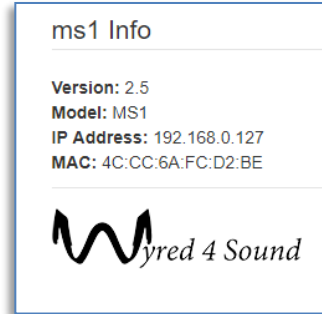 ms1 Info
Version: 2.5
Model: MS1
IP Address: 192.168.0.127
MAC: 4C:CC:6A:FC:D2:BE
Wyred 4 Sound